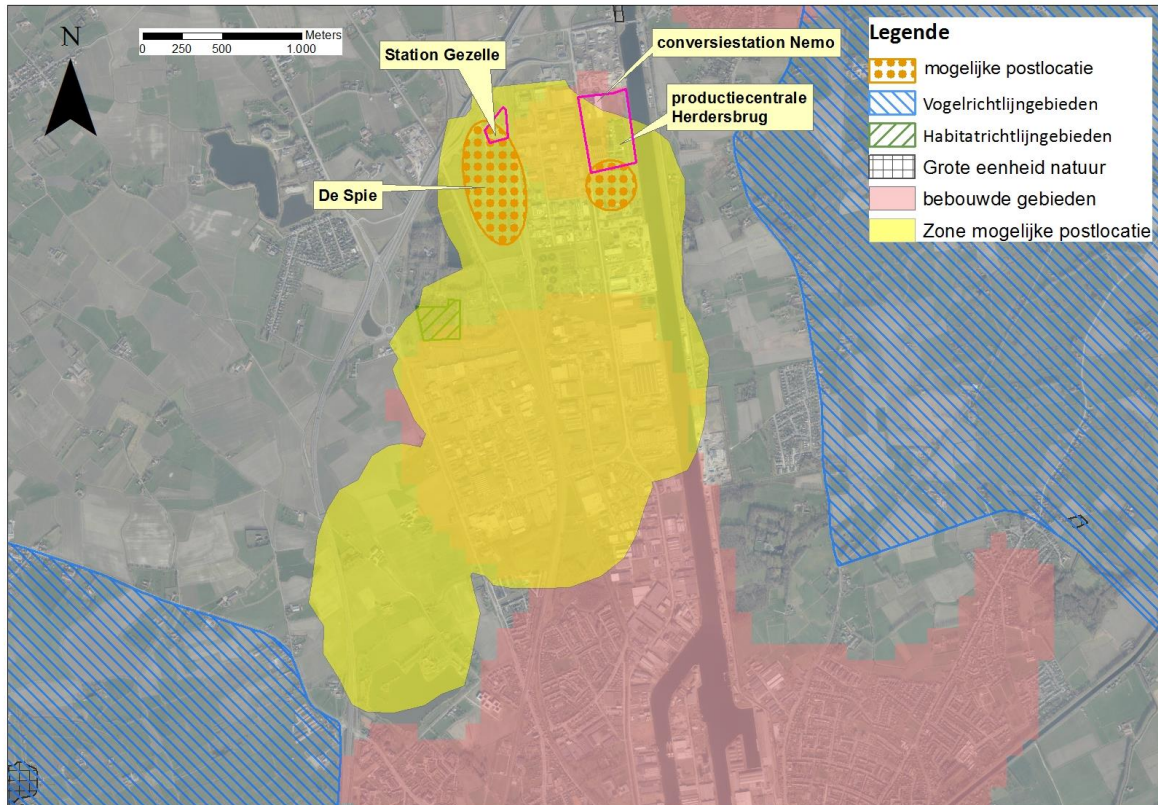 N
Meters
0 250 500 1.000
Station Gezelle
conversiestation Nemo
productiecentrale
Herdersbrug
De Spie
Legende
mogelijke postlocatie
Vogelrichtlijngebieden
Habitatrichtlijngebieden
Grote eenheid natuur
bebouwde gebieden
Zone mogelijke postlocatie